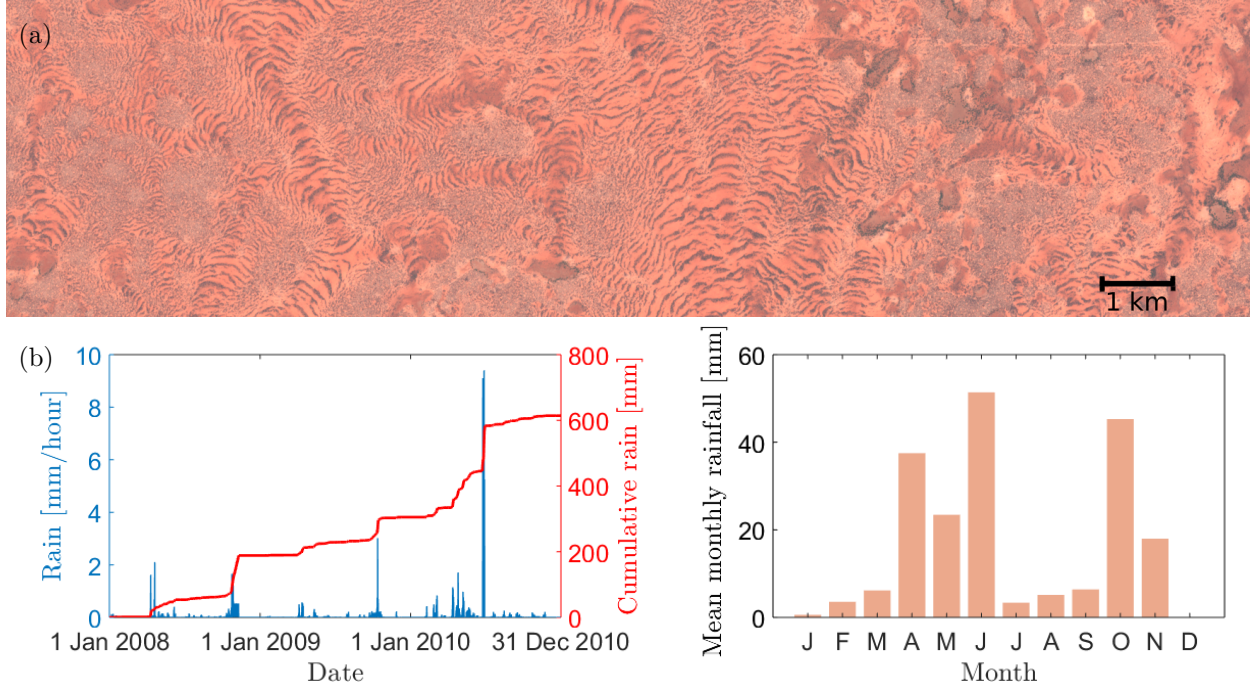 (a)
1 km
(b)
10
8
6
4
2
0
Rain [mm/hour]
800
600
400
200
0
Cumulative rain [mm]
1 Jan 2008 1 Jan 2009 1 Jan 2010 31 Dec 2010
Date
60
40
20
0
Mean monthly rainfall [mm]
J F M A M J J A S O N D
Month